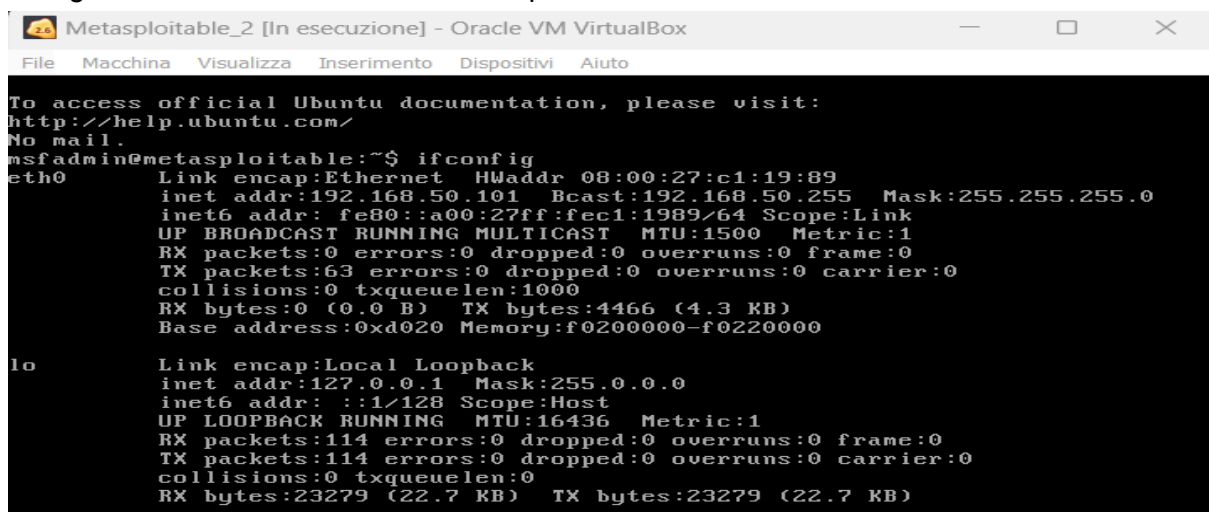 Metasploitable_2 [In esecuzione] - Oracle VM VirtualBox
File Macchina Visualizza Inserimento Dispositivi Aiuto
To access official Ubuntu documentation, please visit:
http://help.ubuntu.com/
No mail.
msfadmin@metasploitable:~$ ifconfig
eth0 Link encap:Ethernet HWaddr 08:00:27:c1:19:89
inet addr:192.168.50.101 Bcast:192.168.50.255 Mask:255.255.255.0
inet6 addr: fe80::a00:27ff:fec1:1989/64 Scope:Link
UP BROADCAST RUNNING MULTICAST MTU:1500 Metric:1
RX packets:0 errors:0 dropped:0 overruns:0 frame:0
TX packets:63 errors:0 dropped:0 overruns:0 carrier:0
collisions:0 txqueuelen:1000
RX bytes:0 (0.0 B) TX bytes:4466 (4.3 KB)
Base address:0xd020 Memory:f0200000-f0220000
lo Link encap:Local Loopback
inet addr:127.0.0.1 Mask:255.0.0.0
inet6 addr: ::1/128 Scope:Host
UP LOOPBACK RUNNING MTU:16436 Metric:1
RX packets:114 errors:0 dropped:0 overruns:0 frame:0
TX packets:114 errors:0 dropped:0 overruns:0 carrier:0
collisions:0 txqueuelen:0
RX bytes:23279 (22.7 KB) TX bytes:23279 (22.7 KB)